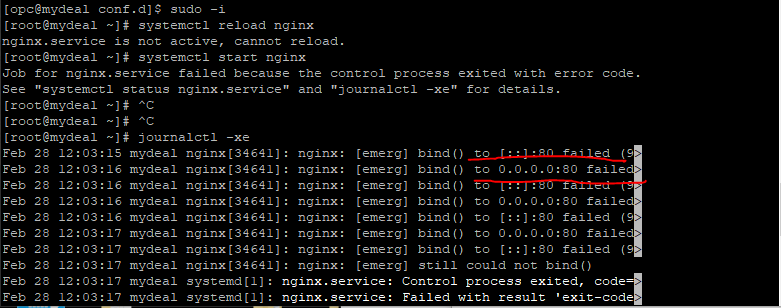 [opc@mydeal conf.d]$ sudo -i
[root@mydeal ~]# systemctl reload nginx
nginx.service is not active, cannot reload.
[root@mydeal ~]# systemctl start nginx
Job for nginx.service failed because the control process exited with error code.
See "systemctl status nginx.service" and "journalctl -xe" for details.
[root@mydeal ~]# ^C
[root@mydeal ~]# ^C
[root@mydeal ~]# journalctl -xe
Feb 28 12:03:15 mydeal nginx[34641]: nginx: [emerg] bind() to [::]:80 failed (9>
Feb 28 12:03:16 mydeal nginx[34641]: nginx: [emerg] bind() to 0.0.0.0:80 failed>
Feb 28 12:03:16 mydeal nginx[34641]: nginx: [emerg] bind() to [::]:80 failed (9>
Feb 28 12:03:16 mydeal nginx[34641]: nginx: [emerg] bind() to 0.0.0.0:80 failed>
Feb 28 12:03:16 mydeal nginx[34641]: nginx: [emerg] bind() to [::]:80 failed (9>
Feb 28 12:03:17 mydeal nginx[34641]: nginx: [emerg] bind() to 0.0.0.0:80 failed>
Feb 28 12:03:17 mydeal nginx[34641]: nginx: [emerg] bind() to [::]:80 failed (9>
Feb 28 12:03:17 mydeal nginx[34641]: nginx: [emerg] still could not bind()
Feb 28 12:03:17 mydeal systemd[1]: nginx.service: Control process exited, code=>
Feb 28 12:03:17 mydeal systemd[1]: nginx.service: Failed with result 'exit-code>